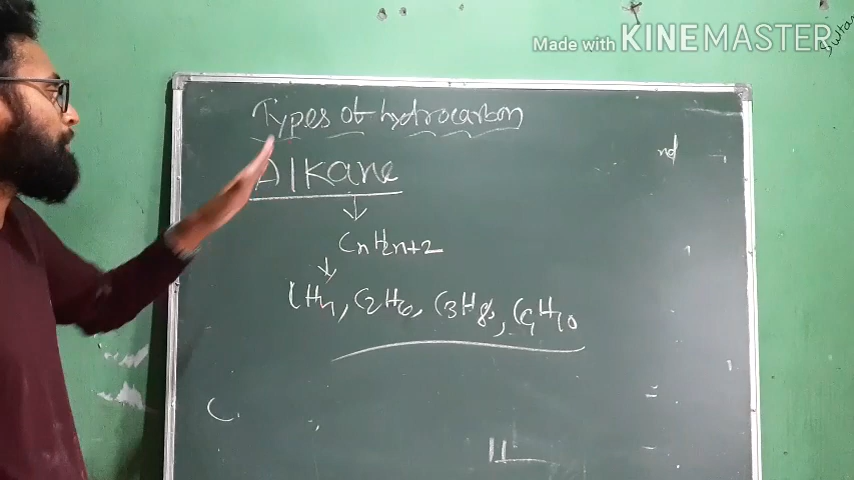 Made with KINEMASTER
Types of hydrocarbon
Alkane
CnH2n+2
CH4, C2H6, C3H8, C4H10
C